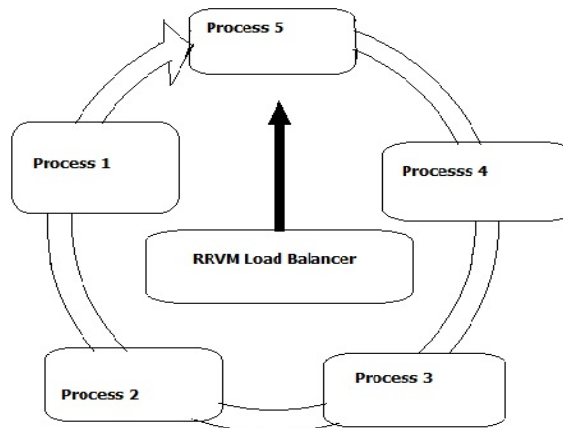 Process 5
Process 1
Processs 4
RRVM Load Balancer
Process 2
Process 3